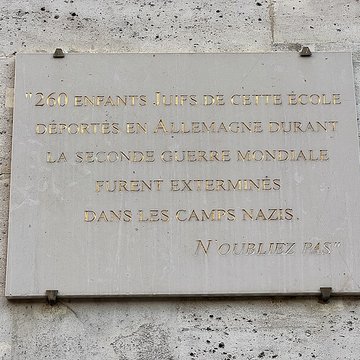 "260 ENFANTS JUIFS DE CETTE ÉCOLE
DÉPORTÉS EN ALLEMAGNE DURANT
LA SECONDE GUERRE MONDIALE
FURENT EXTERMINÉS
DANS LES CAMPS NAZIS.
N'OUBLIEZ PAS"